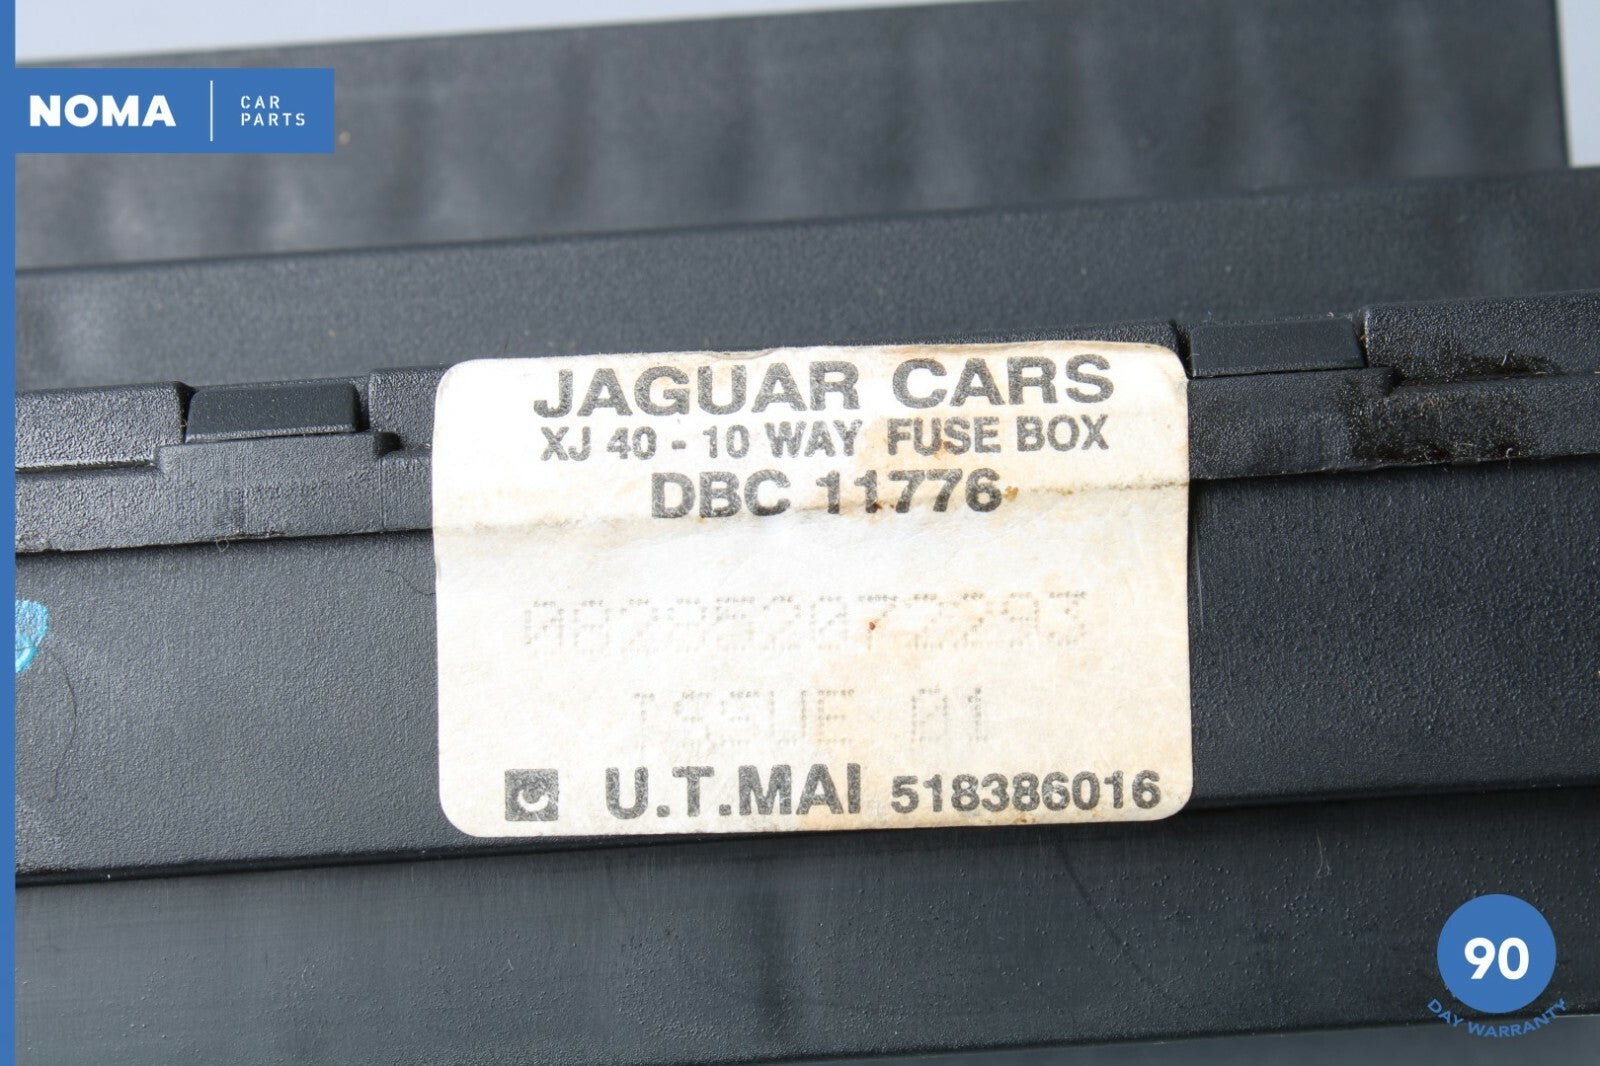 NOMA
CAR
PARTS
JAGUAR CARS
XJ 40 - 10 WAY FUSE BOX
DBC 11776
ISSUE 01
U.T.MAI 518386016
90
DAY WARRANTY